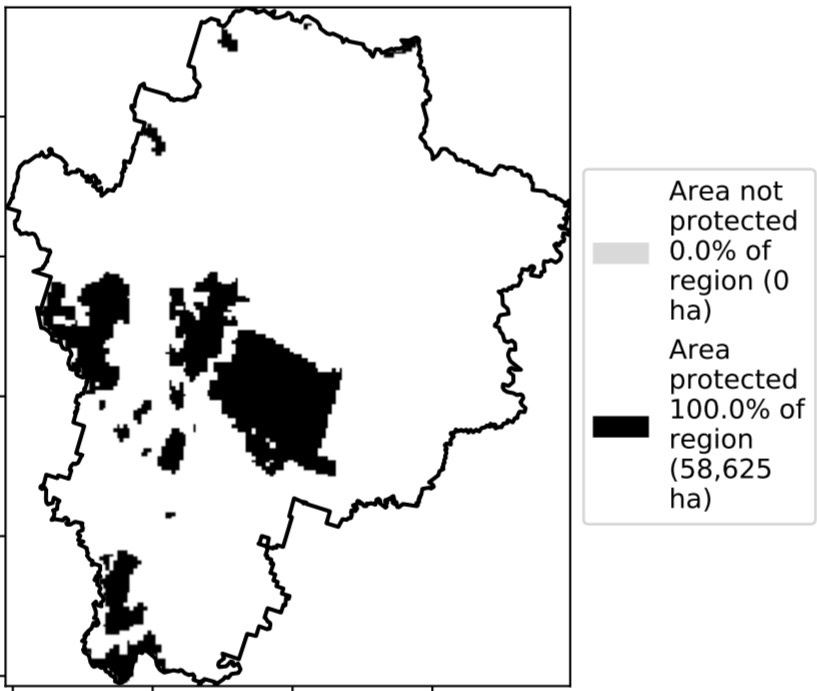 Area not
protected
0.0% of
region (0
ha)
Area
protected
100.0% of
region
(58,625
ha)